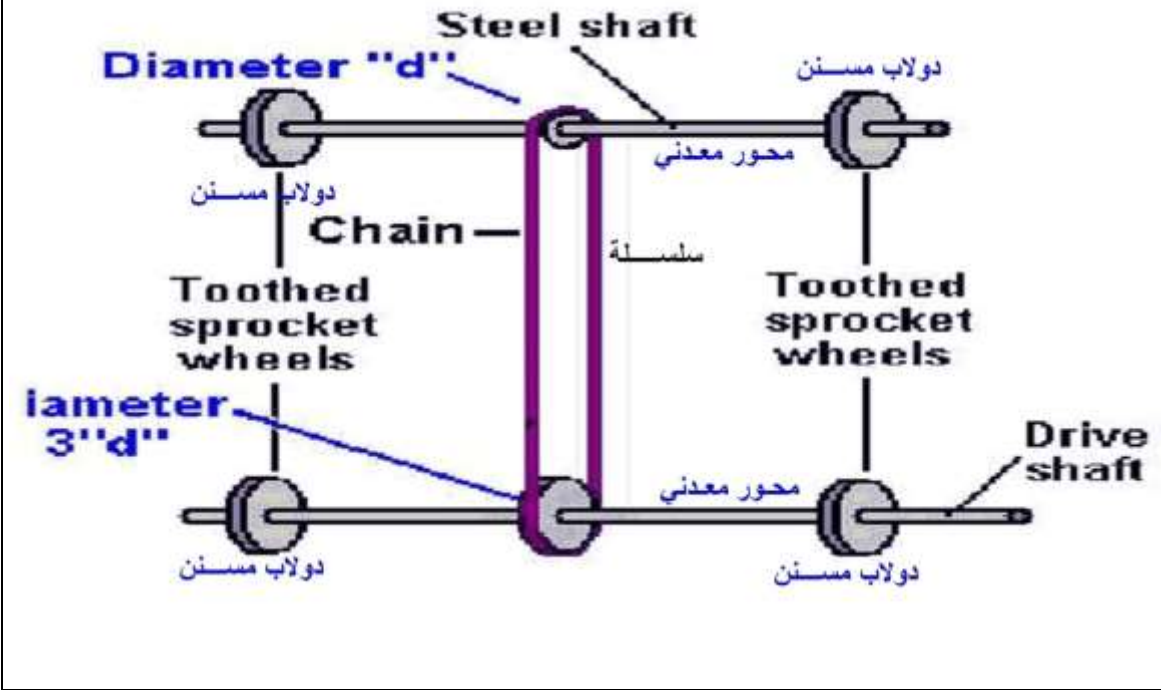 Steel shaft
Diameter "d"
دولاب مسنن
محور معدني
دولاب مسنن
Chain
سلسلة
Toothed
sprocket
wheels
Toothed
sprocket
wheels
iameter
3"d"
Drive
shaft
محور معدني
دولاب مسنن
دولاب مسنن